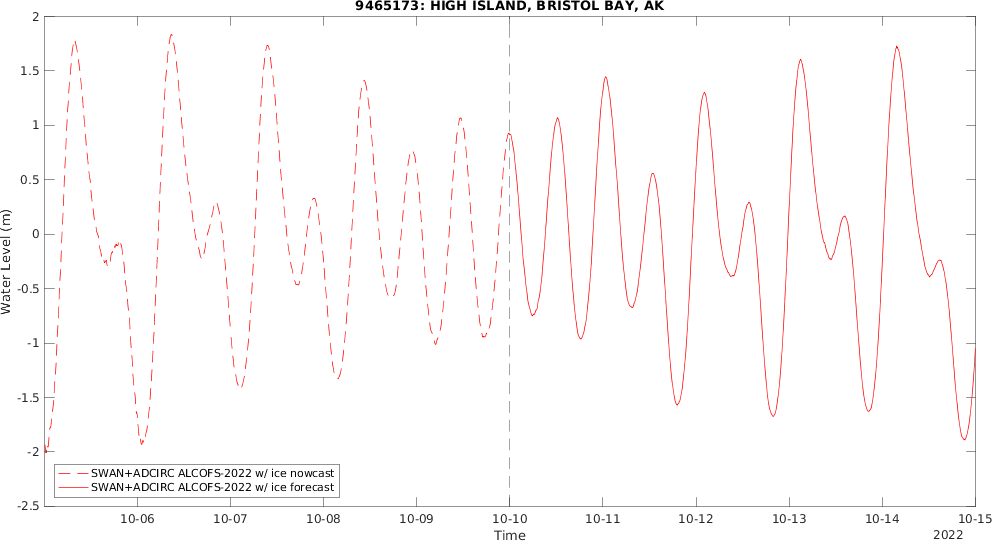 9465173: HIGH ISLAND, BRISTOL BAY, AK
2
1.5
1
0.5
0
-0.5
-1
-1.5
-2
-2.5
Water Level (m)
SWAN+ADCIRC ALCOFS-2022 w/ ice nowcast
SWAN+ADCIRC ALCOFS-2022 w/ ice forecast
10-06 10-07 10-08 10-09 10-10 10-11 10-12 10-13 10-14 10-15
Time
2022